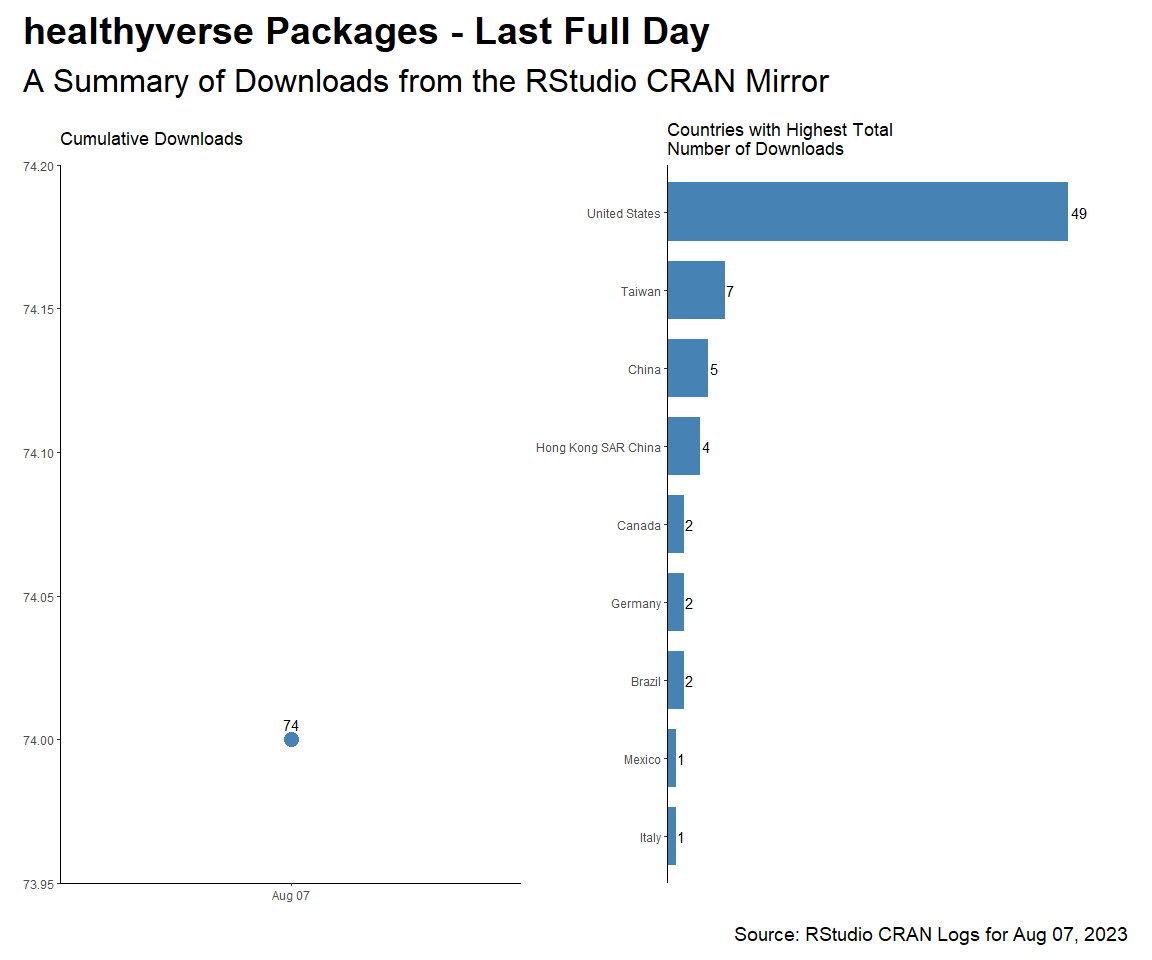 healthyverse Packages - Last Full Day
A Summary of Downloads from the RStudio CRAN Mirror
Cumulative Downloads
74.20
74.15
74.10
74.05
74.00
73.95
74
Aug 07
Countries with Highest Total
Number of Downloads
United States 49
Taiwan 7
China 5
Hong Kong SAR China 4
Canada 2
Germany 2
Brazil 2
Mexico 1
Italy 1
Source: RStudio CRAN Logs for Aug 07, 2023